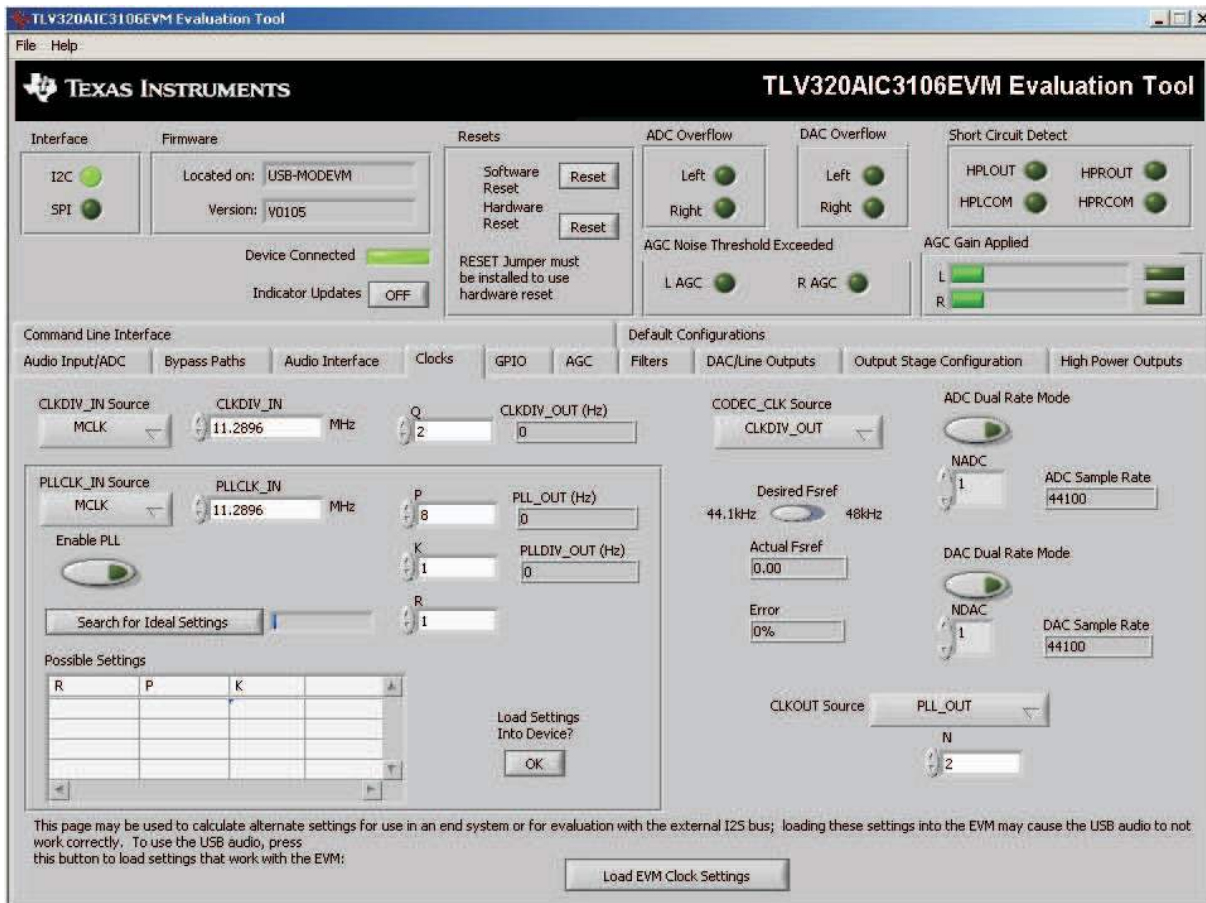 TLV320AIC3106EVM Evaluation Tool
File Help
TEXAS INSTRUMENTS
TLV320AIC3106EVM Evaluation Tool
Interface
I2C
SPI
Firmware
Located on: USB-MODEVM
Version: V0105
Device Connected
Indicator Updates OFF
Resets
Software Reset
Reset
Hardware Reset
Reset
RESET Jumper must
be installed to use
hardware reset
ADC Overflow
Left
Right
DAC Overflow
Left
Right
Short Circuit Detect
HPLOUT HPROUT
HPLCOM HPRCOM
AGC Noise Threshold Exceeded
L AGC R AGC
AGC Gain Applied
L
R
Command Line Interface Default Configurations
Audio Input/ADC Bypass Paths Audio Interface Clocks GPIO AGC Filters DAC/Line Outputs Output Stage Configuration High Power Outputs
CLKDIV_IN Source
MCLK
CLKDIV_IN
11.2896 MHz
Q
2
CLKDIV_OUT (Hz)
0
PLLCLK_IN Source
MCLK
PLLCLK_IN
11.2896 MHz
P
8
PLL_OUT (Hz)
0
Enable PLL
K
1
PLLDIV_OUT (Hz)
0
Search for Ideal Settings
R
1
Possible Settings
R P K
Load Settings
Into Device?
OK
CODEC_CLK Source
CLKDIV_OUT
Desired Fsref
44.1kHz 48kHz
Actual Fsref
0.00
Error
0%
ADC Dual Rate Mode
NADC
1
ADC Sample Rate
44100
DAC Dual Rate Mode
NDAC
1
DAC Sample Rate
44100
CLKOUT Source PLL_OUT
N
2
This page may be used to calculate alternate settings for use in an end system or for evaluation with the external I2S bus; loading these settings into the EVM may cause the USB audio to not
work correctly. To use the USB audio, press
this button to load settings that work with the EVM:
Load EVM Clock Settings